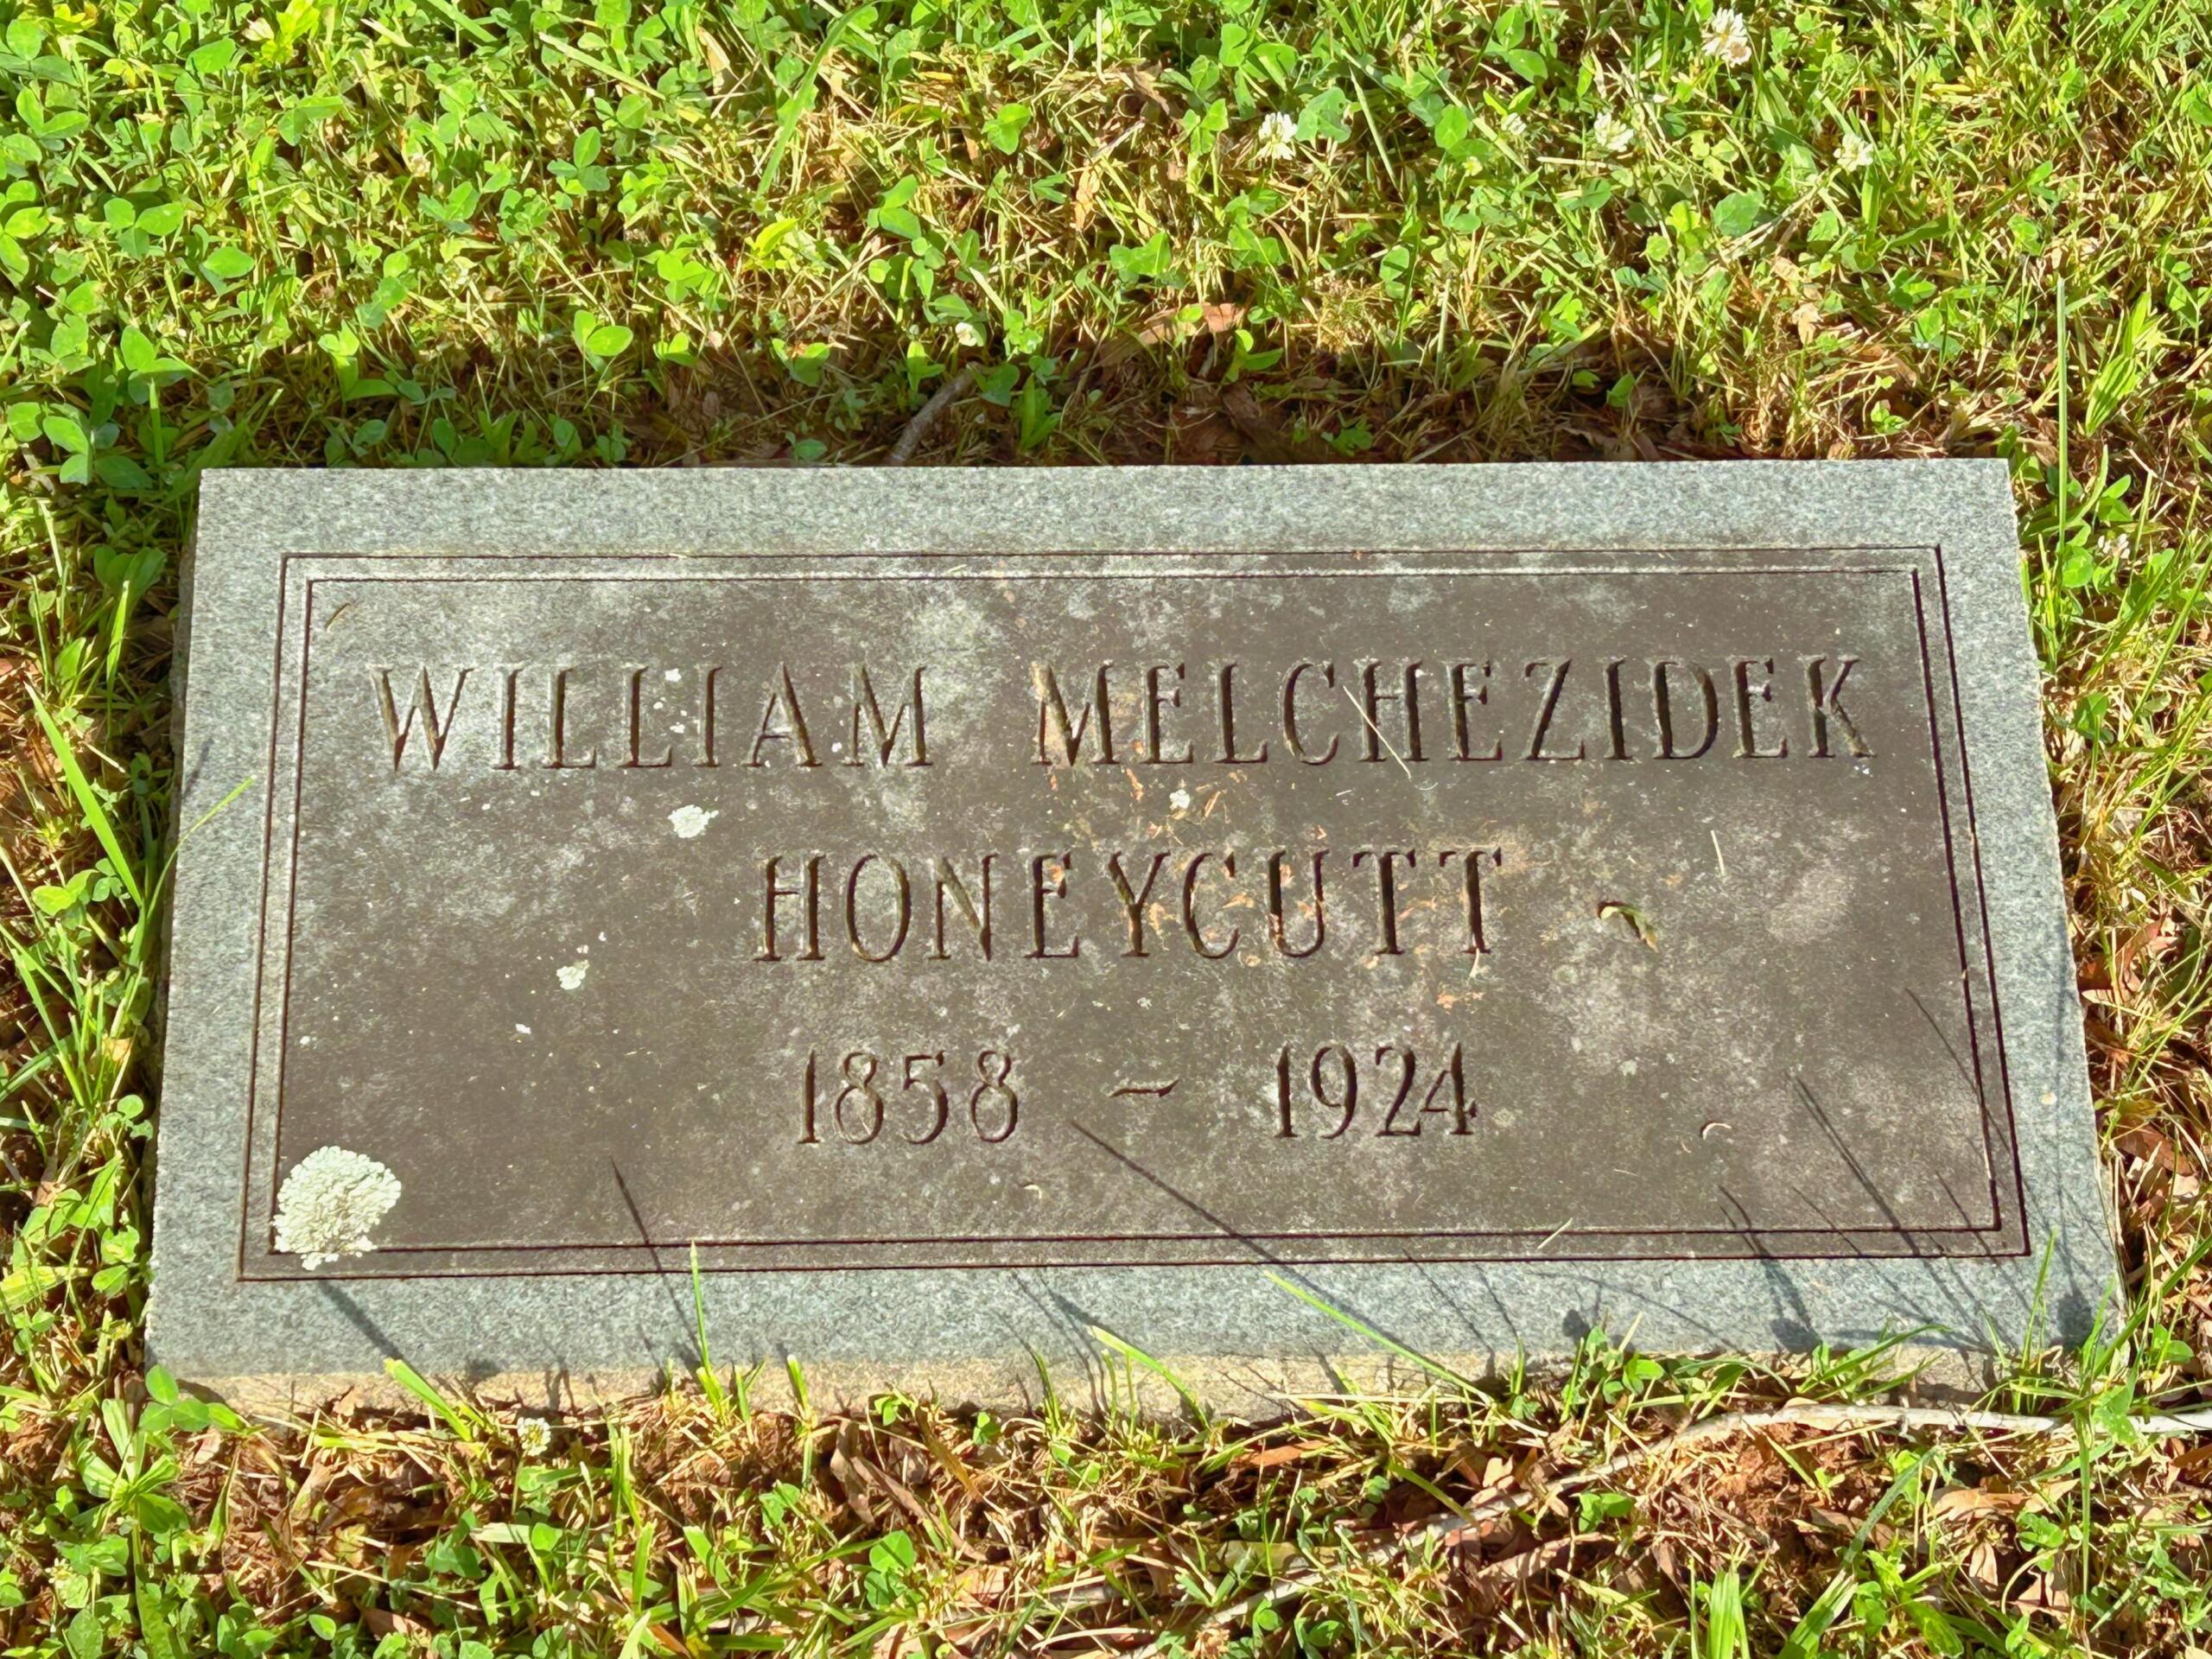 WILLIAM MELCHEZIDEK
HONEYCUTT
1858 ~ 1924